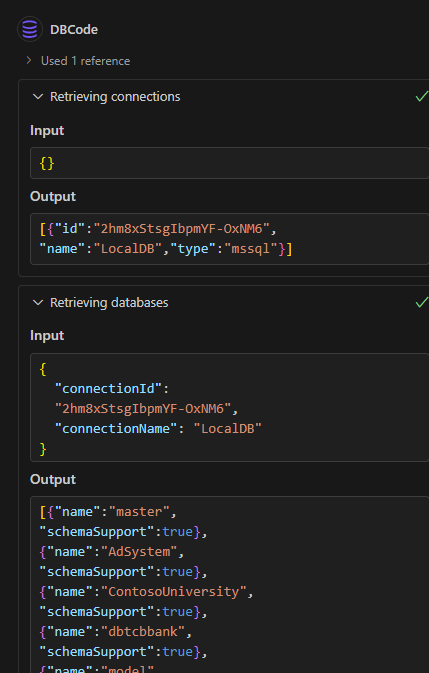 DBCode
Used 1 reference
Retrieving connections
Input
{}
Output
[{"id":"2hm8xStsgIbpmYF-OxNM6",
"name":"LocalDB","type":"mssql"}]
Retrieving databases
Input
{
"connectionId":
"2hm8xStsgIbpmYF-OxNM6",
"connectionName": "LocalDB"
}
Output
[{"name":"master",
"schemaSupport":true},
{"name":"AdSystem",
"schemaSupport":true},
{"name":"ContosoUniversity",
"schemaSupport":true},
{"name":"dbtcbbank",
"schemaSupport":true},
{"name":"model",